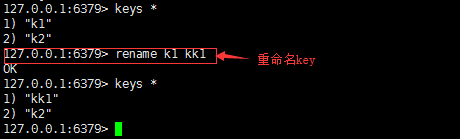 127.0.0.1:6379> keys *
1) "k1"
2) "k2"
127.0.0.1:6379> rename k1 kk1
重命名key
OK
127.0.0.1:6379> keys *
1) "kk1"
2) "k2"
127.0.0.1:6379>